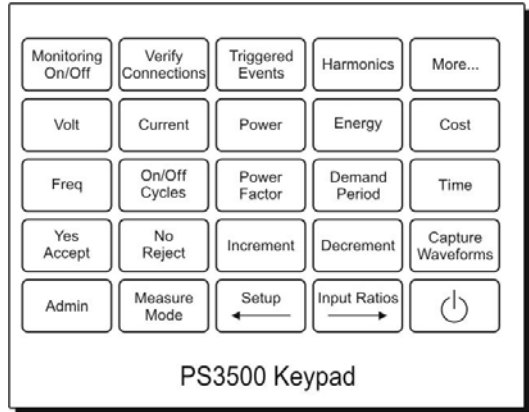 Monitoring
On/Off
Verify
Connections
Triggered
Events
Harmonics
More...
Volt
Current
Power
Energy
Cost
Freq
On/Off
Cycles
Power
Factor
Demand
Period
Time
Yes
Accept
No
Reject
Increment
Decrement
Capture
Waveforms
Admin
Measure
Mode
Setup
Input Ratios
PS3500 Keypad